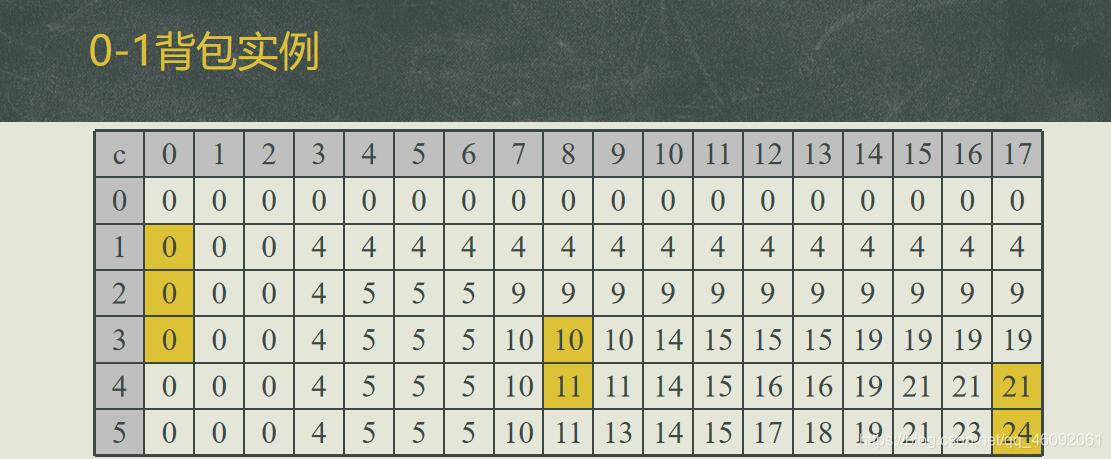 0-1背包实例
c 0 1 2 3 4 5 6 7 8 9 10 11 12 13 14 15 16 17
0 0 0 0 0 0 0 0 0 0 0 0 0 0 0 0 0 0 0
1 0 0 0 4 4 4 4 4 4 4 4 4 4 4 4 4 4 4
2 0 0 0 4 5 5 5 9 9 9 9 9 9 9 9 9 9 9
3 0 0 0 4 5 5 5 10 10 10 14 15 15 15 19 19 19 19
4 0 0 0 4 5 5 5 10 11 11 14 15 16 16 19 21 21 21
5 0 0 0 4 5 5 5 10 11 13 14 15 17 18 19 21 23 24
https://blog.csdn.net/qq_46092061